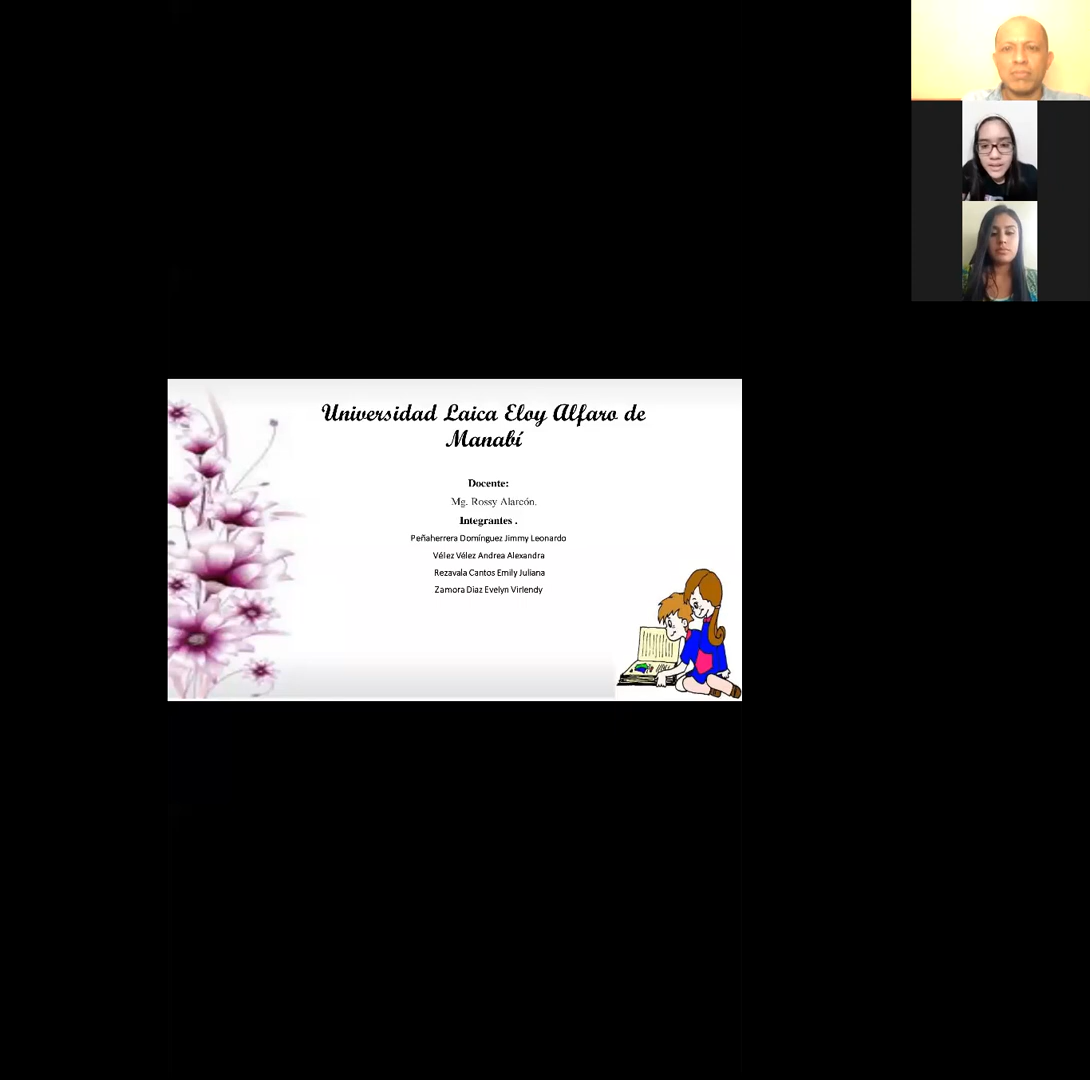 Universidad Laica Eloy Alfaro de
Manabí
Docente:
Mg. Rossy Alarcón.
Integrantes .
Peñaherrera Domínguez Jimmy Leonardo
Vélez Vélez Andrea Alexandra
Rezavala Cantos Emily Juliana
Zamora Diaz Evelyn Virlendy